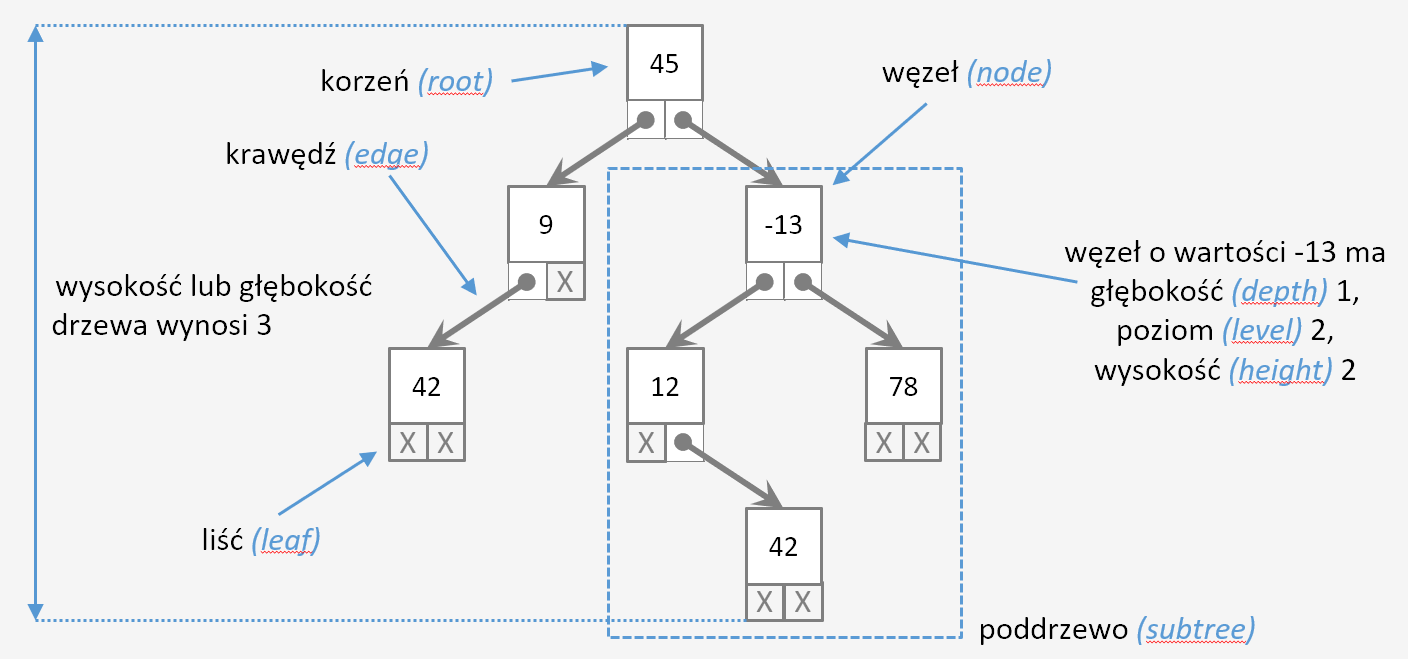 45
korzeń (root)
węzeł (node)
krawędź (edge)
9
X
-13
węzeł o wartości -13 ma
głębokość (depth) 1,
poziom (level) 2,
wysokość (height) 2
wysokość lub głębokość
drzewa wynosi 3
42
X X
12
X
78
X X
liść (leaf)
42
X X
poddrzewo (subtree)